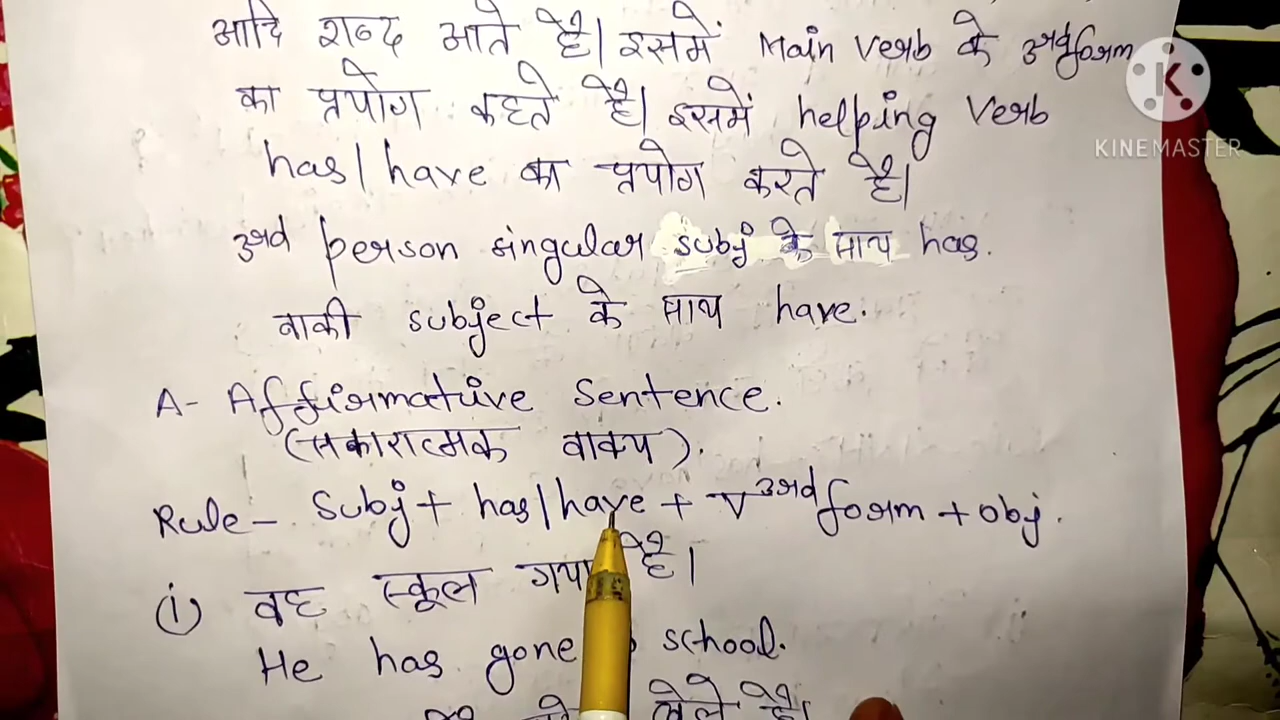 आदि शब्द आते है। इसमें Main verb के 3rd form
का प्रयोग कहते है। इसमें helping verb
has/have का प्रयोग करते है।
3rd person singular subj के साथ has.
बाकी subject के साथ have.
A- Affirmative Sentence.
(सकारात्मक वाक्य).
Rule- Subj + has/have + V 3rd form + obj.
(i) वह स्कूल गया है।
He has gone school.
खेले है।
K
KINEMASTER